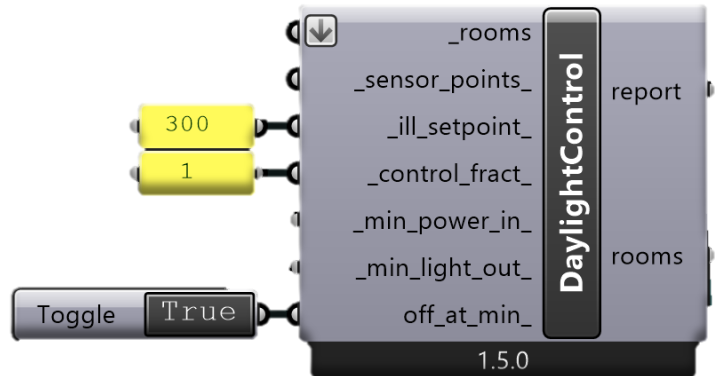 _rooms
_sensor_points_
300
_ill_setpoint_
1
_control_fract_
_min_power_in_
_min_light_out_
Toggle True
off_at_min_
DaylightControl
report
rooms
1.5.0